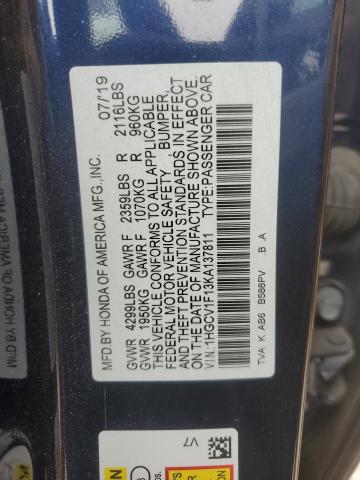 MFD.BY HONDA OF AMERICA MFG.,INC. 07/'19
GVWR 4299LBS GAWR F 2359LBS R 2116LBS
GVWR 1950KG GAWR F 1070KG R 960KG
THIS VEHICLE CONFORMS TO ALL APPLICABLE
FEDERAL MOTOR VEHICLE SAFETY BUMPER,
AND THEFT PREVENTION STANDARDS IN EFFECT
ON THE DATE OF MANUFACTURE SHOWN ABOVE.
V.I.N.:1HGCV1F13KA137811 TYPE:PASSENGER CAR
TVA K AB6 B588PV B A
V7